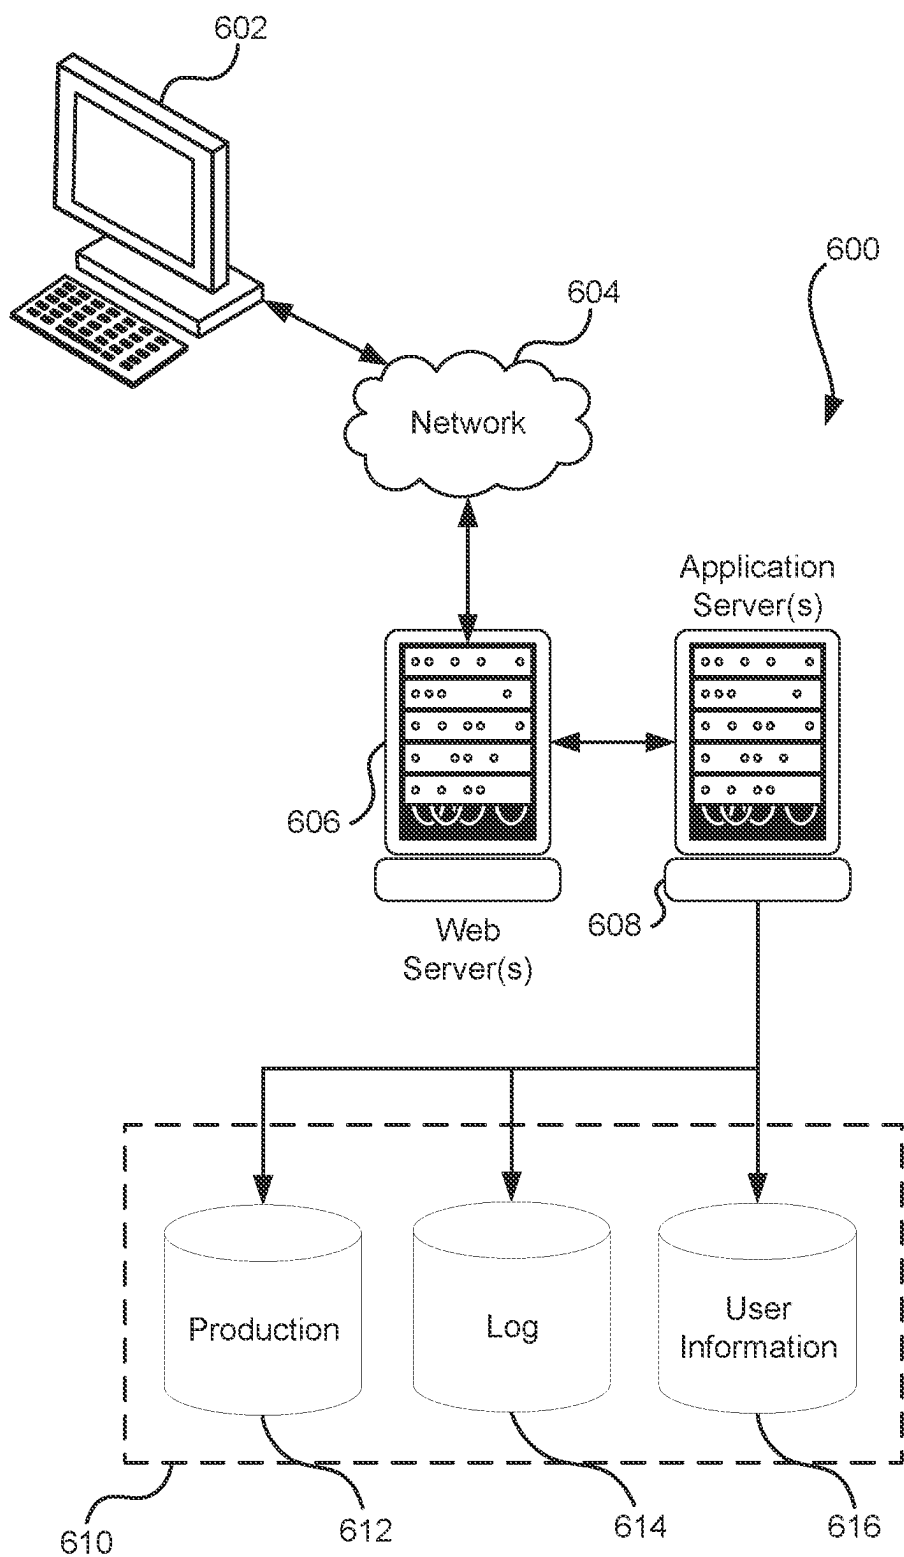 602
600
604
Network
Application
Server(s)
606
608
Web
Server(s)
Production
Log
User
Information
610
612
614
616